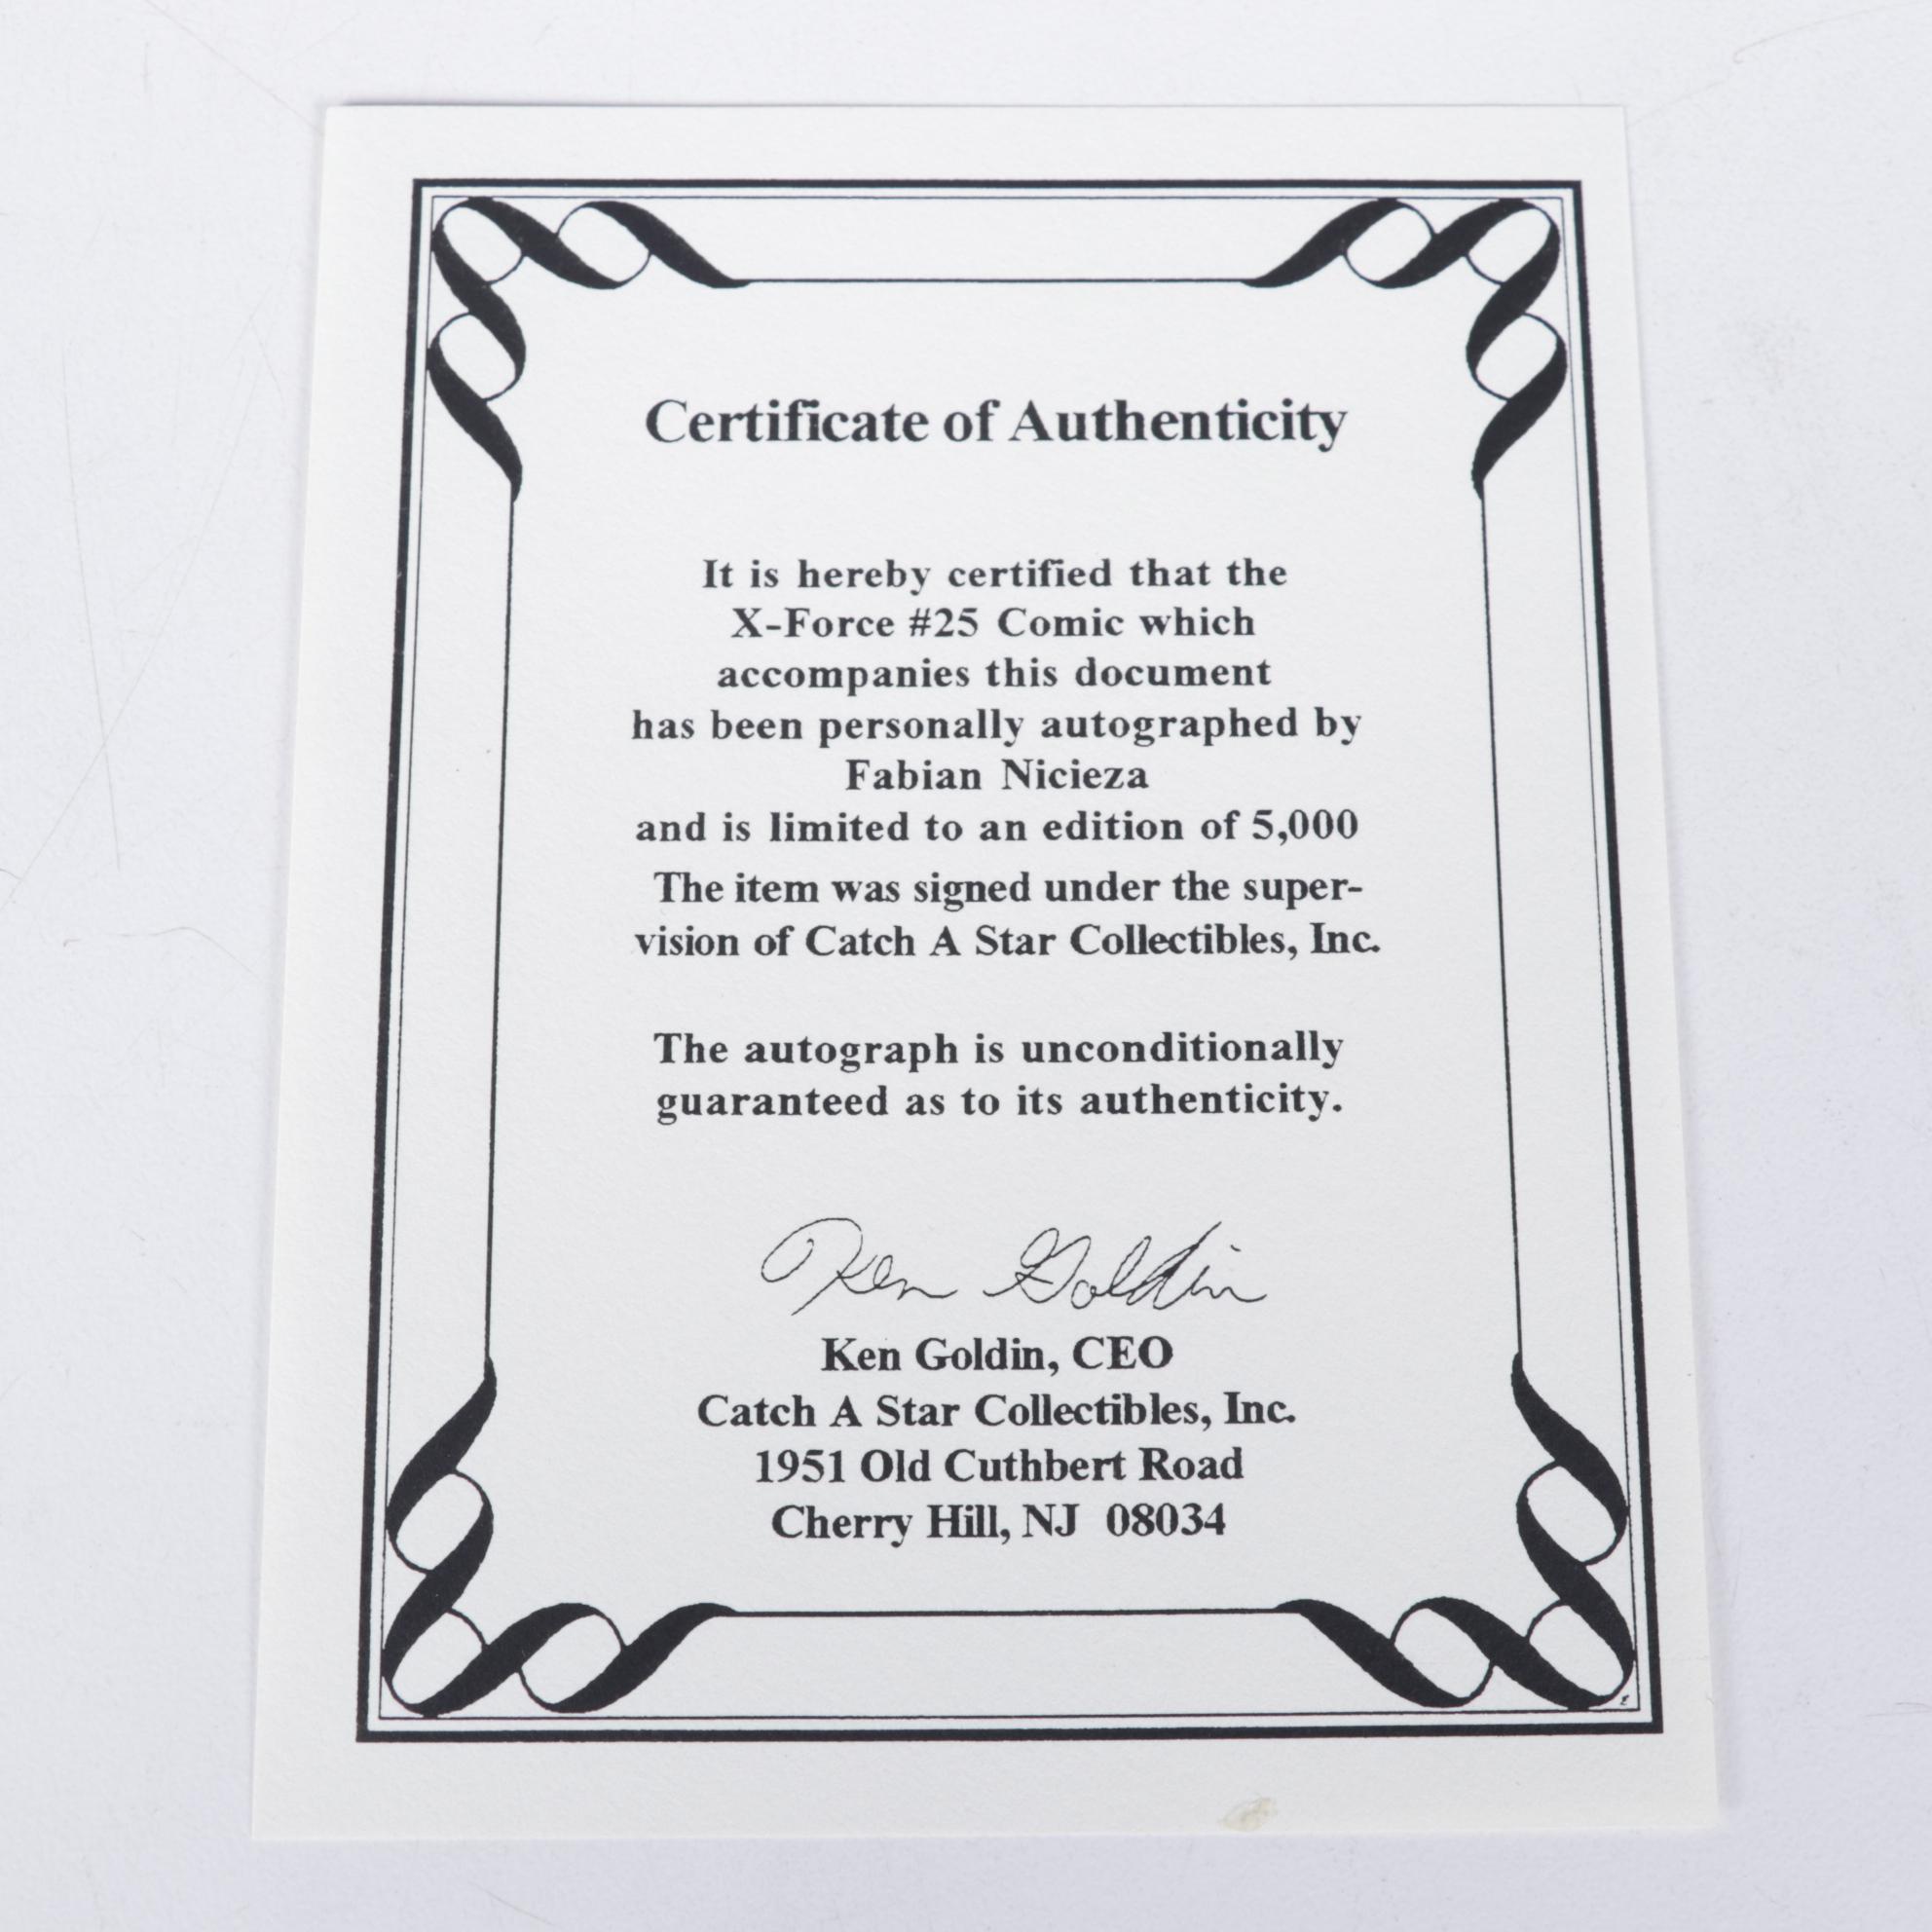 Certificate of Authenticity
It is hereby certified that the
X-Force #25 Comic which
accompanies this document
has been personally autographed by
Fabian Nicieza
and is limited to an edition of 5,000
The item was signed under the super-
vision of Catch A Star Collectibles, Inc.
The autograph is unconditionally
guaranteed as to its authenticity.
Ken Goldin
Ken Goldin, CEO
Catch A Star Collectibles, Inc.
1951 Old Cuthbert Road
Cherry Hill, NJ 08034